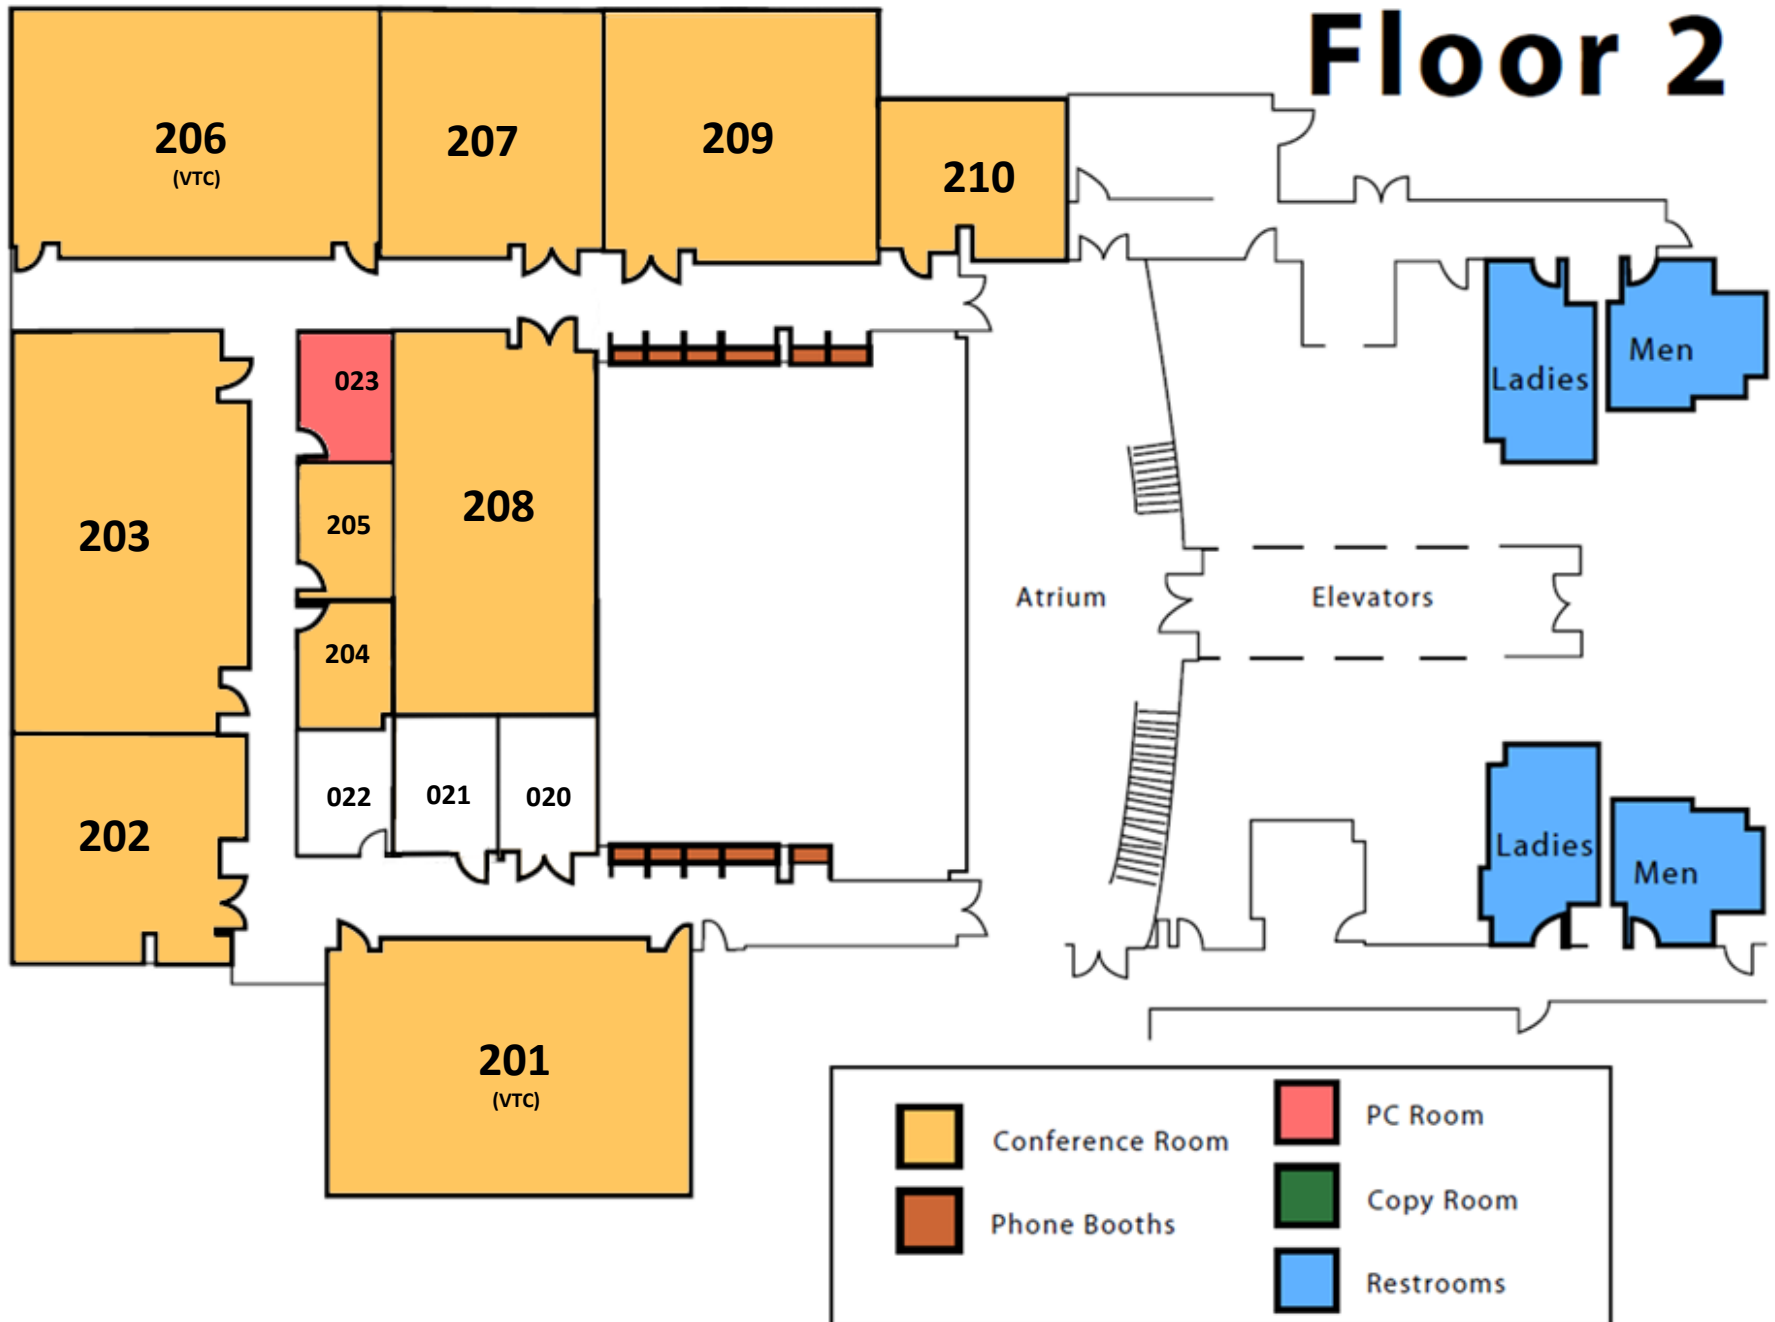 Floor 2
206
(VTC)
207
209
210
023
205
204
208
203
202
022
021
020
201
(VTC)
Atrium
Elevators
Ladies
Men
Ladies
Men
Conference Room
Phone Booths
PC Room
Copy Room
Restrooms